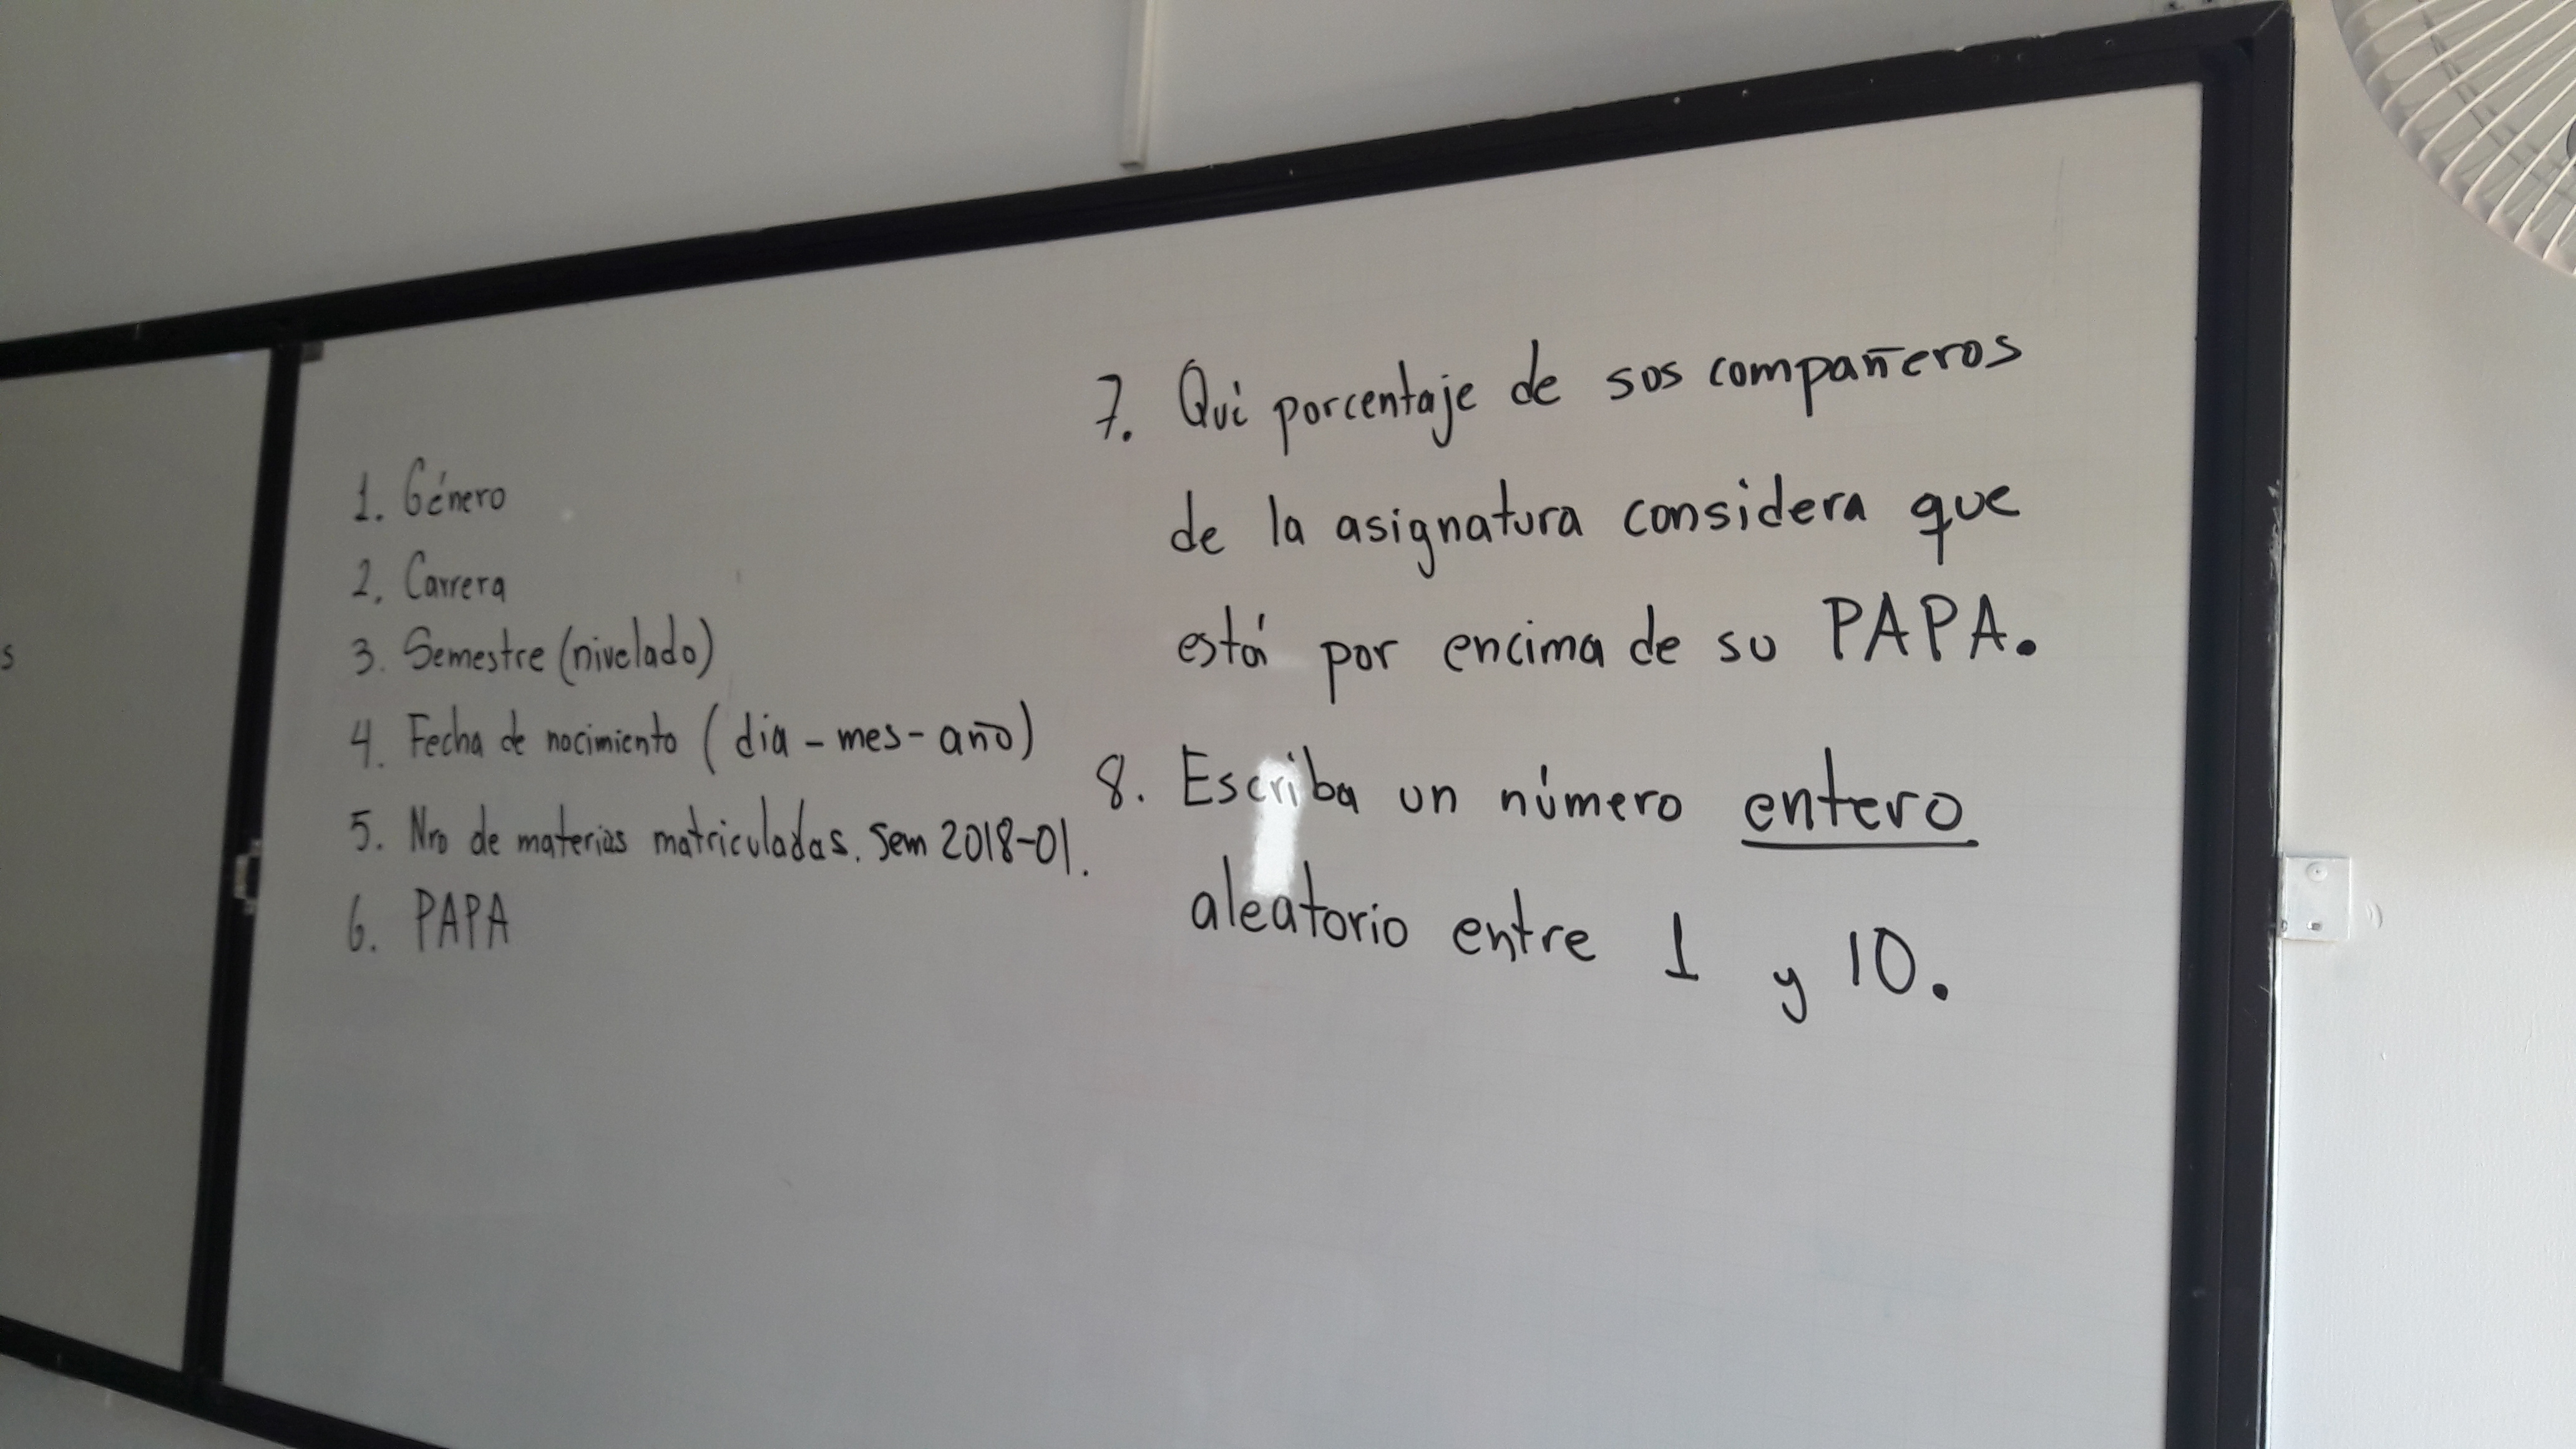 s
1. Género
2. Carrera
3. Semestre (nivelado)
4. Fecha de nacimiento (dia - mes - año)
5. Nro de materias matriculadas. Sem 2018-01.
6. PAPA
7. Qué porcentaje de sus compañeros
de la asignatura considera que
está por encima de su PAPA.
8. Escriba un número entero
aleatorio entre 1 y 10.